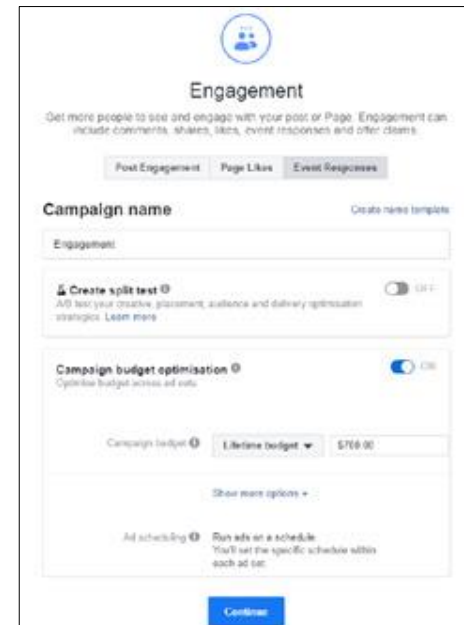 Engagement
Get more people to see and engage with your post or Page. Engagement can
include comments, shares, likes, event responses and offer claims.
Post Engagement Page Likes Event Responses
Campaign name Create name template
Engagement
Create split test OFF
A/B test your creative, placement, audience and delivery optimisation
strategies. Learn more
Campaign budget optimisation ON
Optimise budget across ad sets
Campaign budget Lifetime budget
Show more options
Ad scheduling Run ads on a schedule
You'll set the specific schedule within
each ad set.
Continue